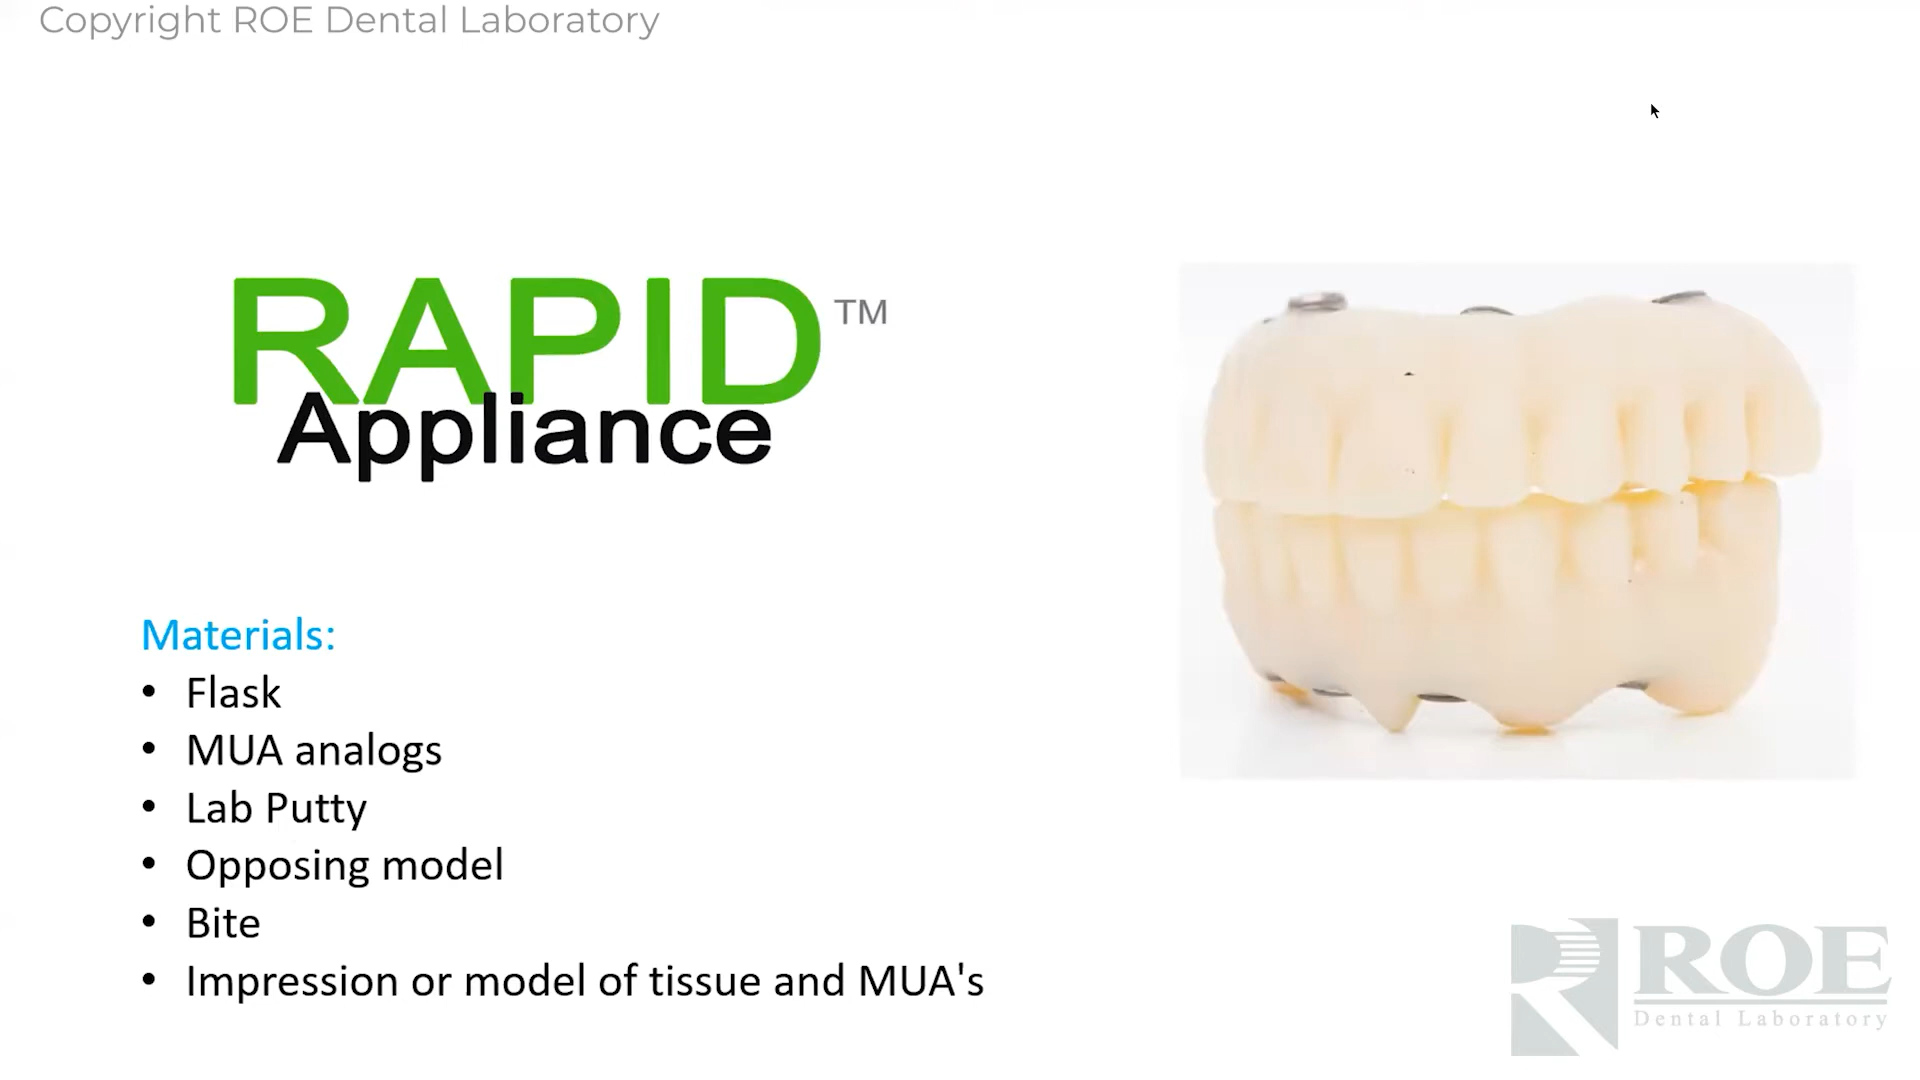 Copyright ROE Dental Laboratory
RAPID™
Appliance
Materials:
• Flask
• MUA analogs
• Lab Putty
• Opposing model
• Bite
• Impression or model of tissue and MUA's
ROE
Dental Laboratory